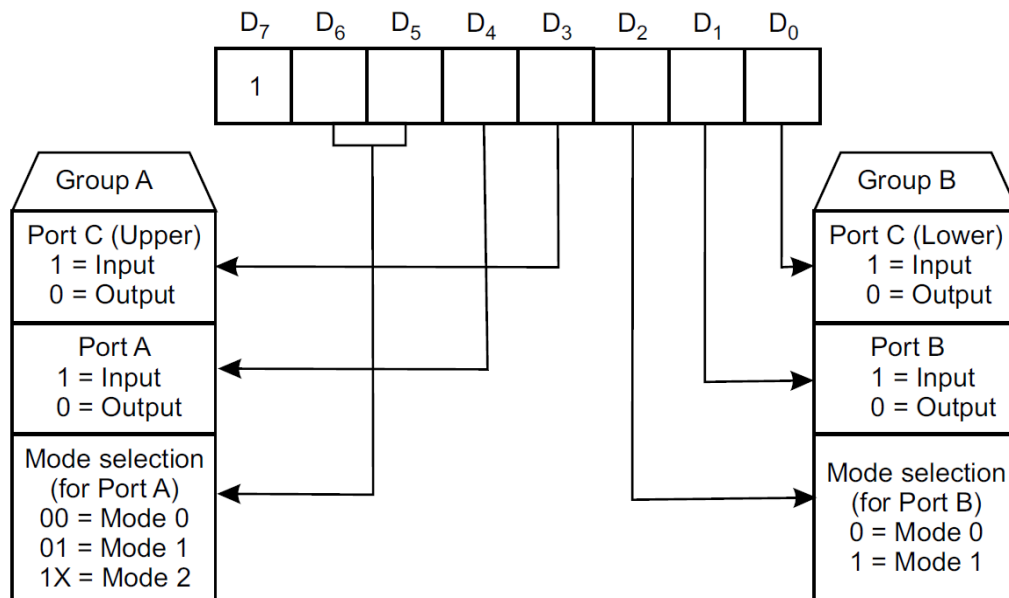 D₇ D₆ D₅ D₄ D₃ D₂ D₁ D₀
1
Group A
Port C (Upper)
1 = Input
0 = Output
Port A
1 = Input
0 = Output
Mode selection
(for Port A)
00 = Mode 0
01 = Mode 1
1X = Mode 2
Group B
Port C (Lower)
1 = Input
0 = Output
Port B
1 = Input
0 = Output
Mode selection
(for Port B)
0 = Mode 0
1 = Mode 1